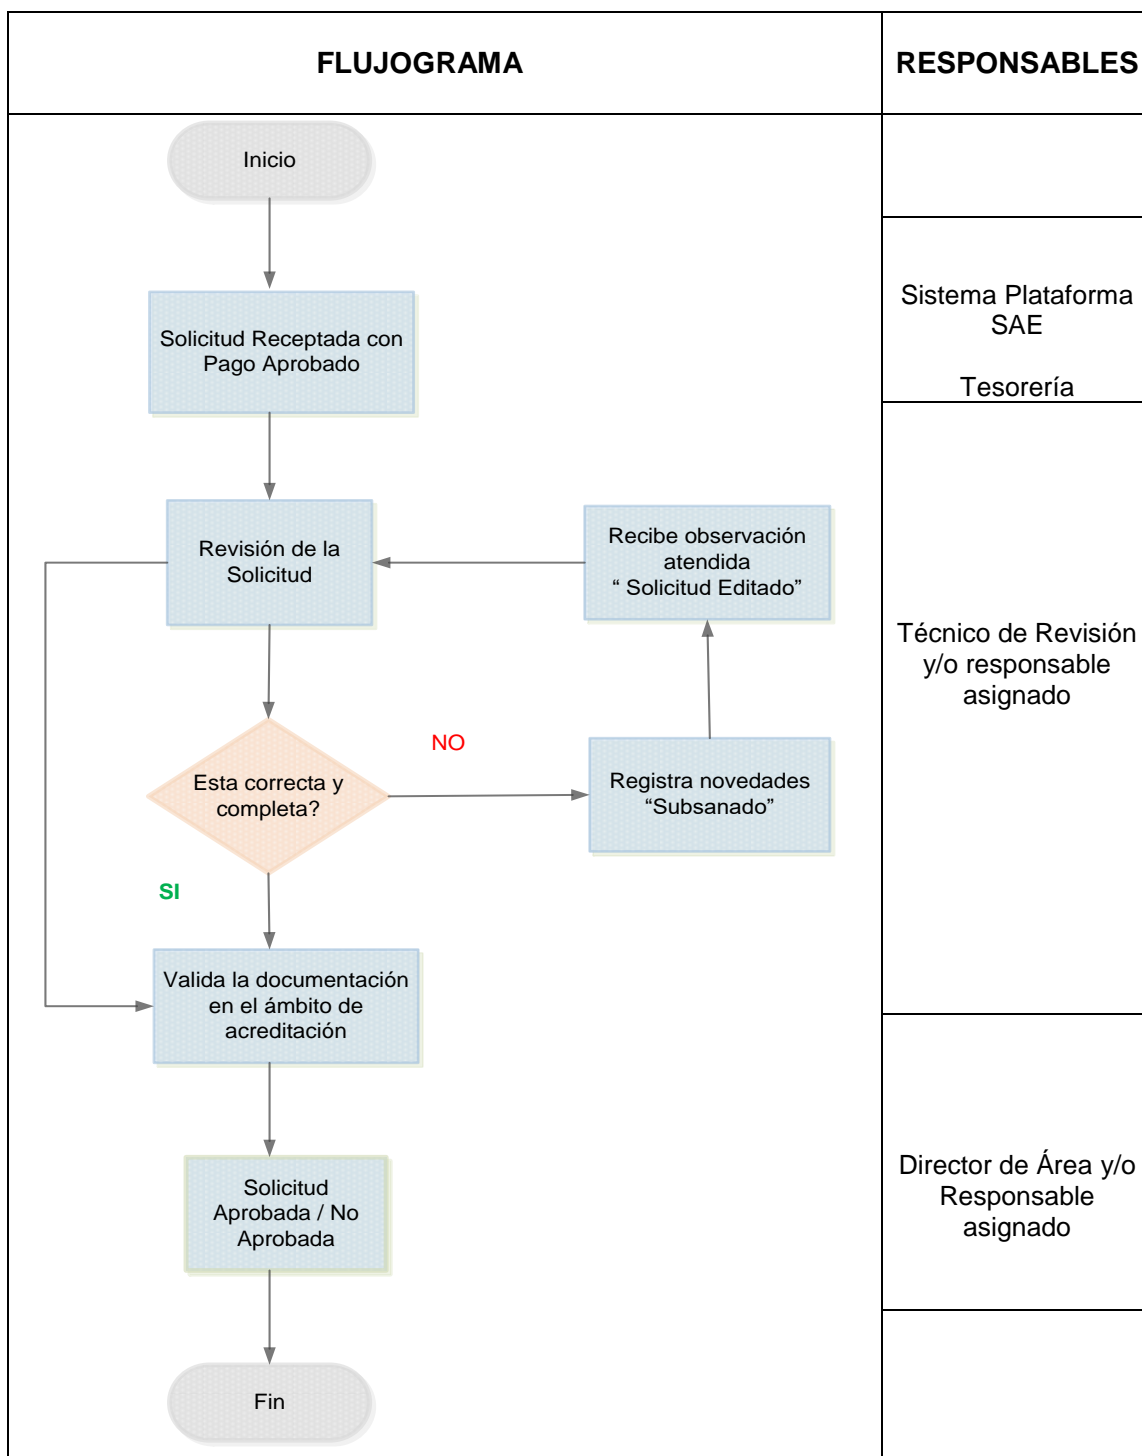 FLUJOGRAMA
RESPONSABLES
Inicio
Solicitud Receptada con
Pago Aprobado
Sistema Plataforma
SAE
Tesorería
Revisión de la
Solicitud
Recibe observación
atendida
“ Solicitud Editado”
Técnico de Revisión
y/o responsable
asignado
Esta correcta y
completa?
NO
Registra novedades
“Subsanado”
SI
Valida la documentación
en el ámbito de
acreditación
Solicitud
Aprobada / No
Aprobada
Director de Área y/o
Responsable
asignado
Fin